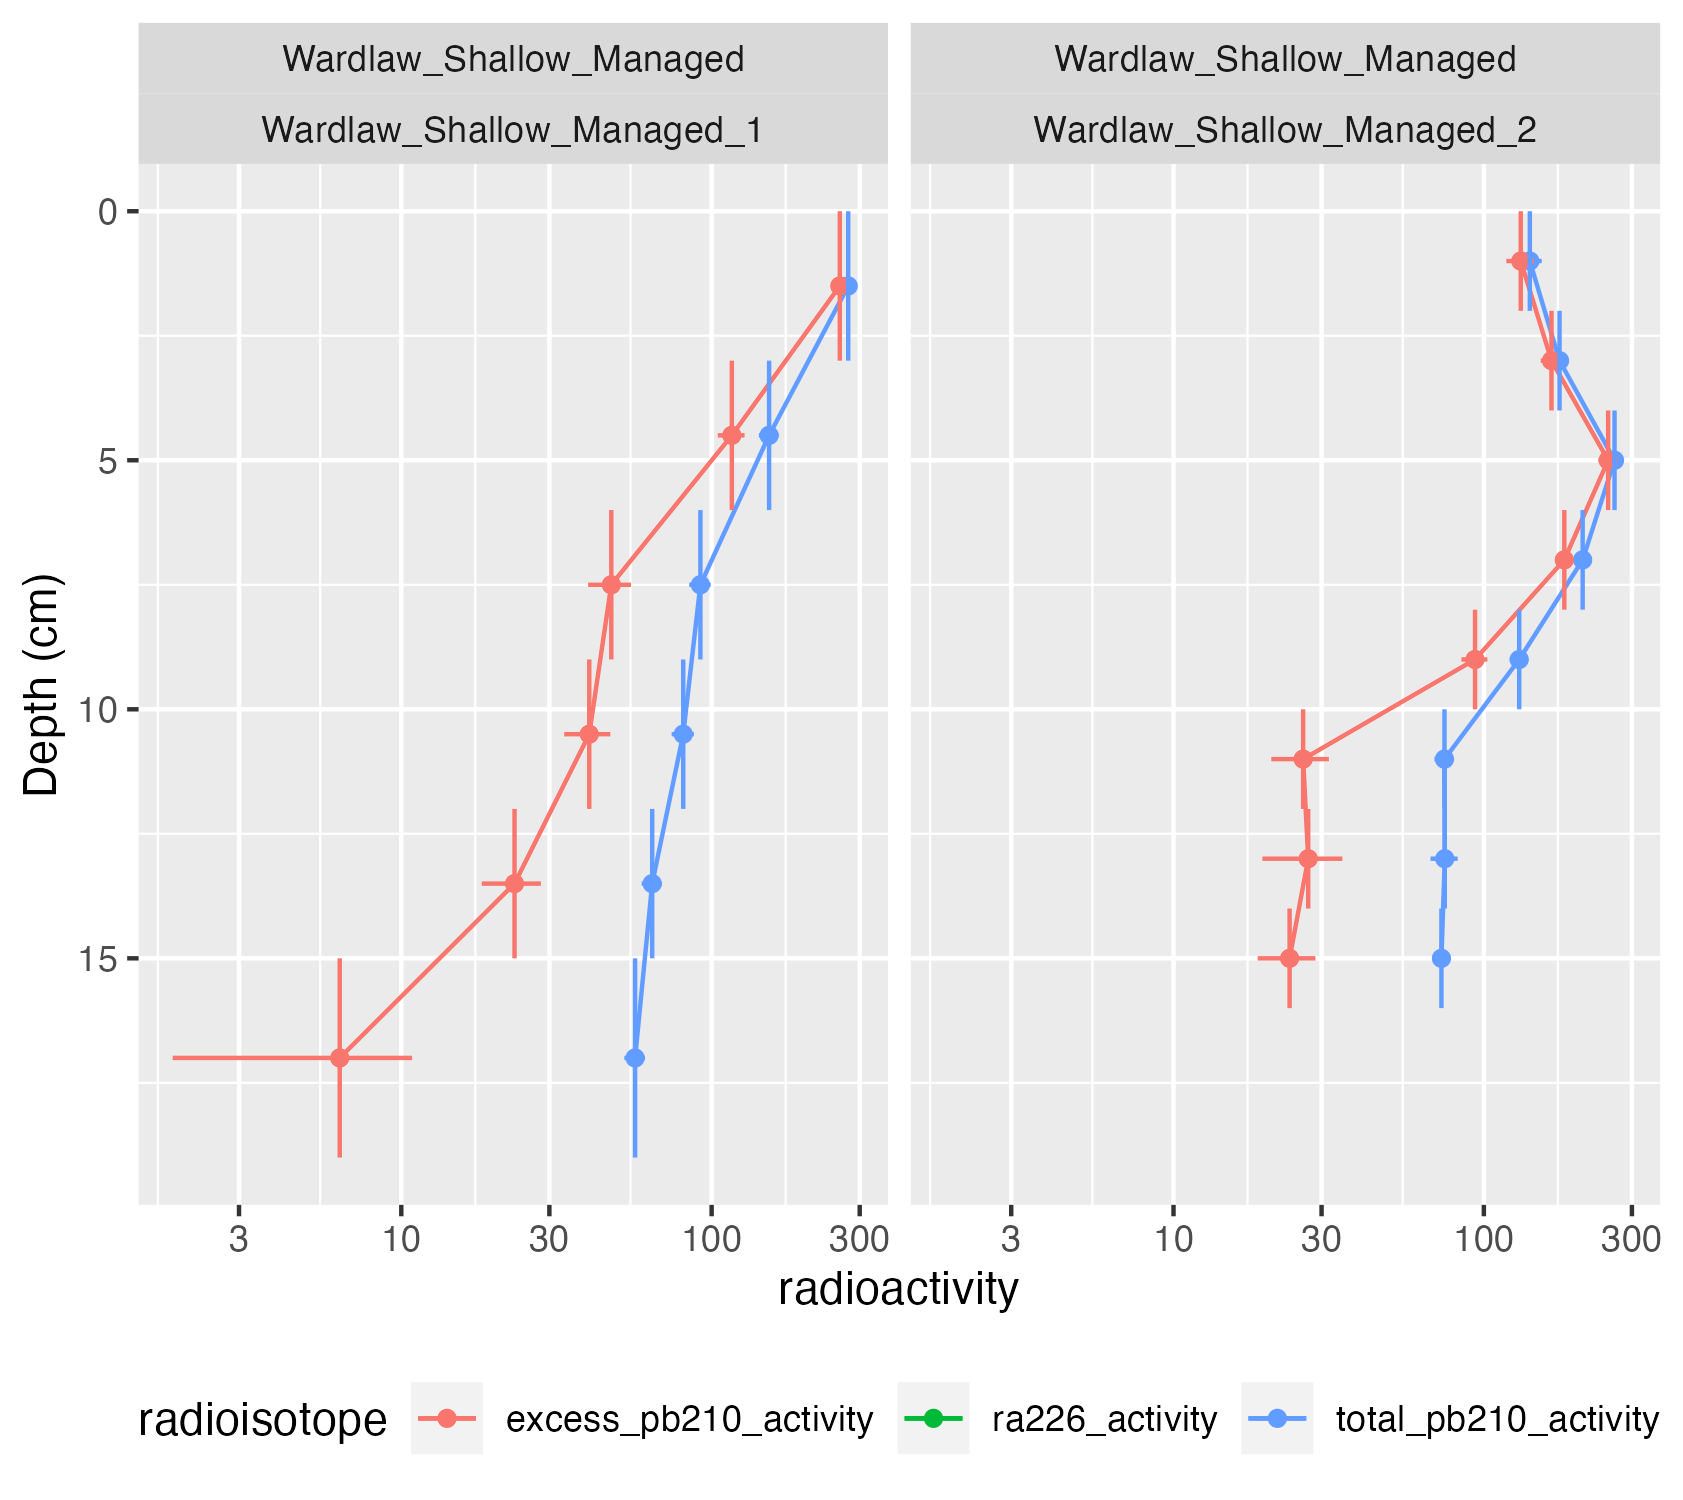 Wardlaw_Shallow_Managed Wardlaw_Shallow_Managed
Wardlaw_Shallow_Managed_1 Wardlaw_Shallow_Managed_2
0
5
10
15
Depth (cm)
3 10 30 100 300 3 10 30 100 300
radioactivity
radioisotope excess_pb210_activity ra226_activity total_pb210_activity